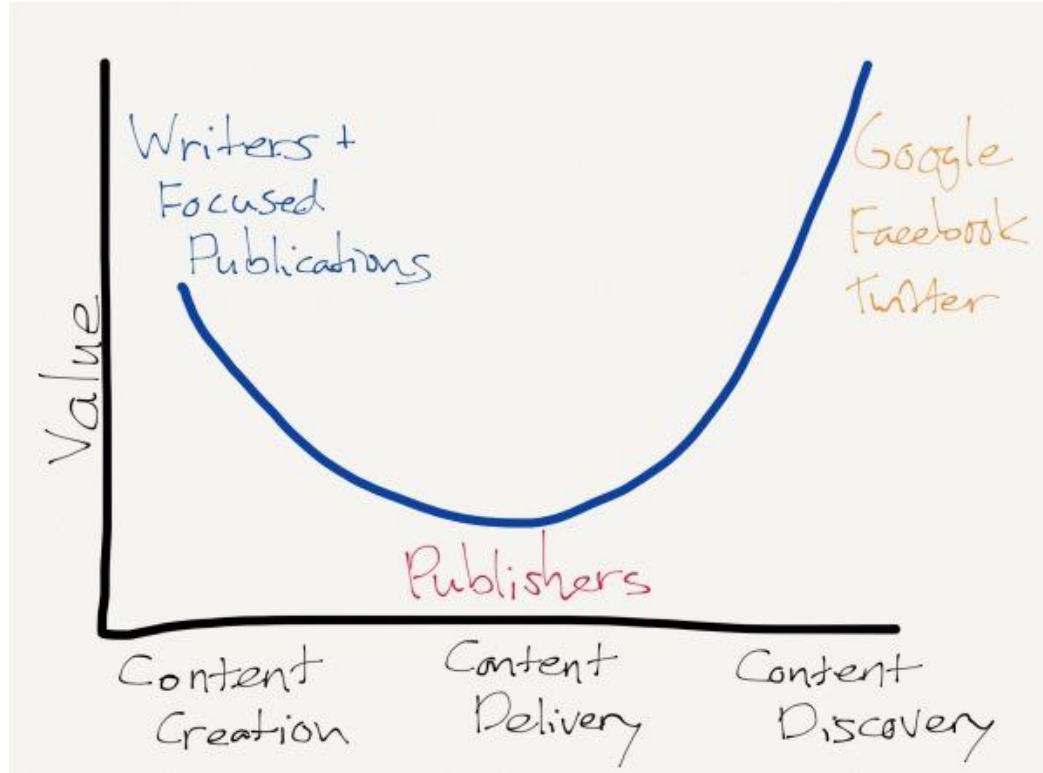 Writers +
Focused
Publications
Google
Facebook
Twitter
Value
Publishers
Content
Creation
Content
Delivery
Content
Discovery